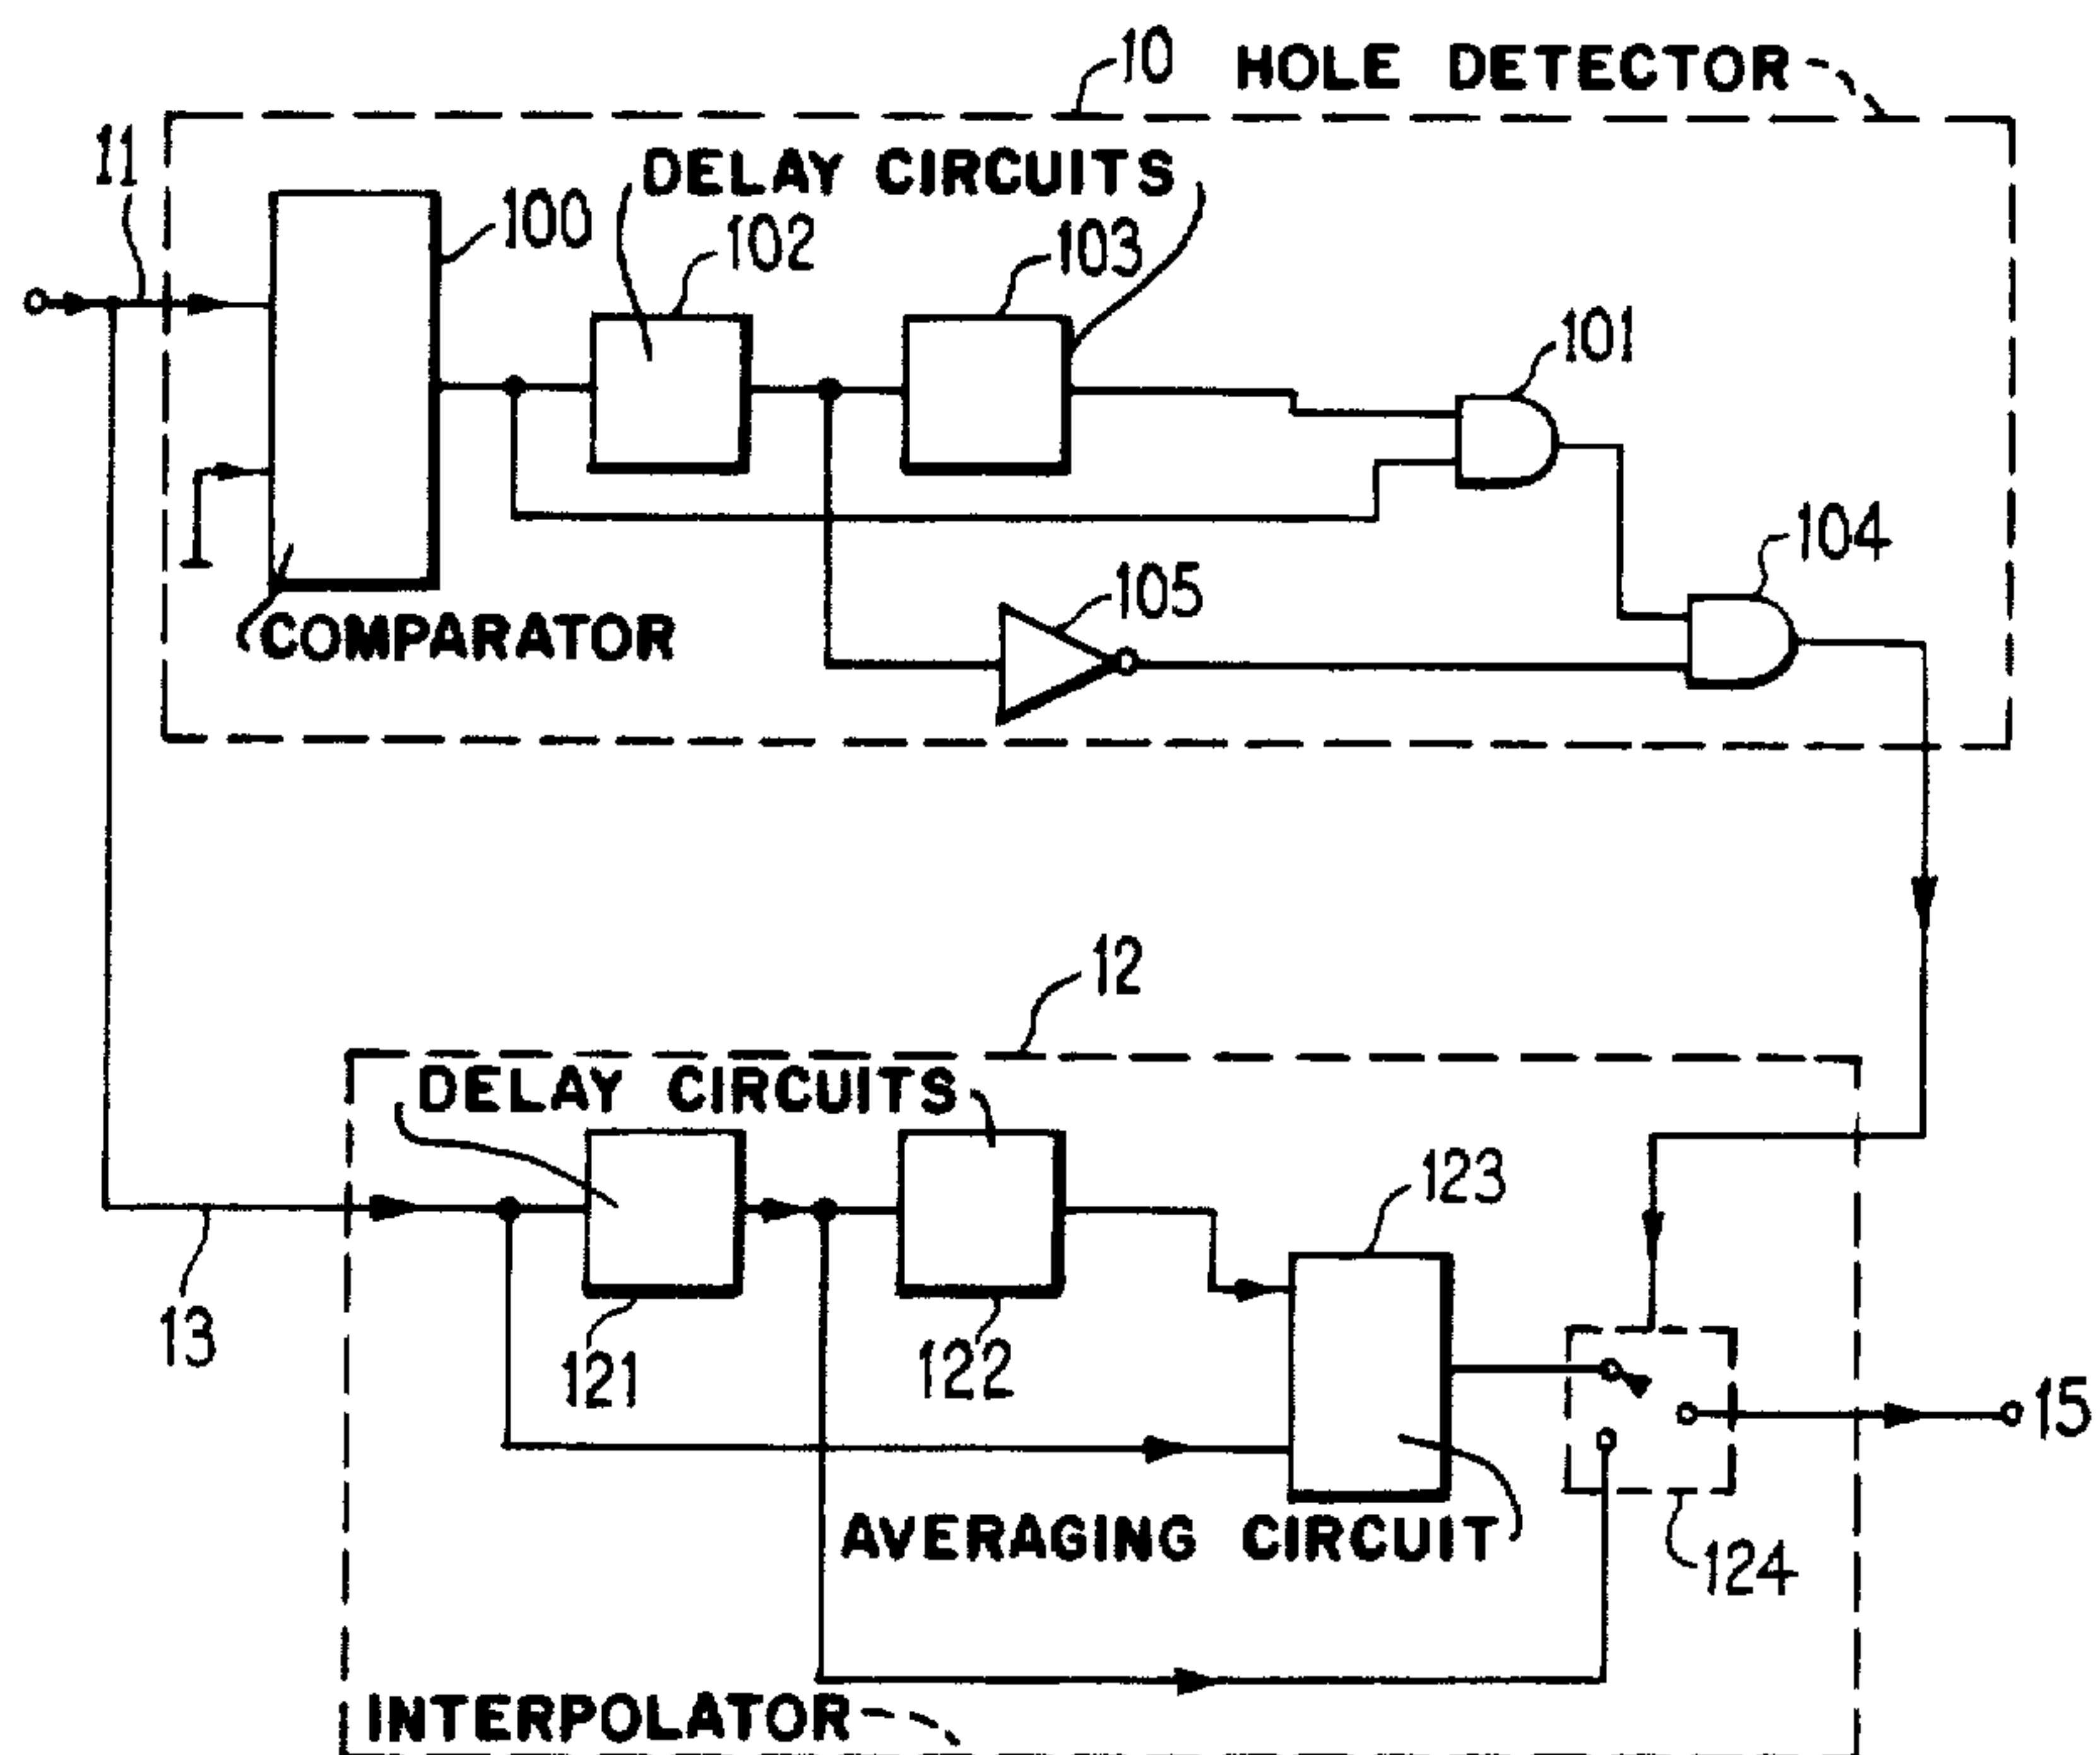 10 HOLE DETECTOR
11
DELAY CIRCUITS
100
102
103
101
104
105
COMPARATOR
12
DELAY CIRCUITS
123
13
121
122
15
AVERAGING CIRCUIT
124
INTERPOLATOR